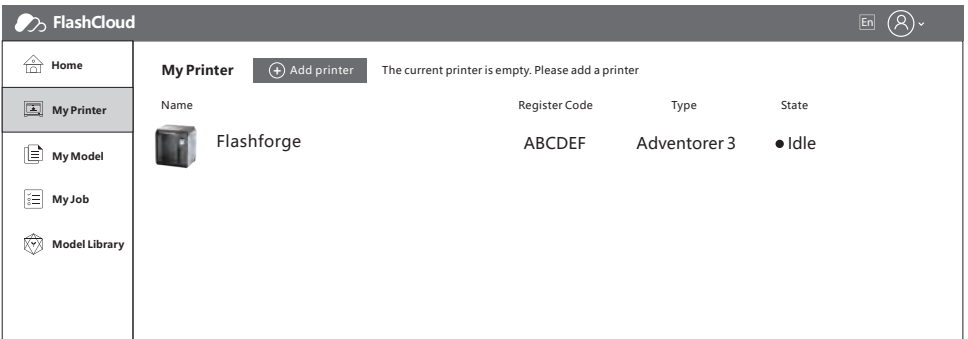 FlashCloud
En
Home
My Printer
My Model
My Job
Model Library
My Printer
Add printer
The current printer is empty. Please add a printer
Name Register Code Type State
Flashforge ABCDEF Adventorer 3 Idle